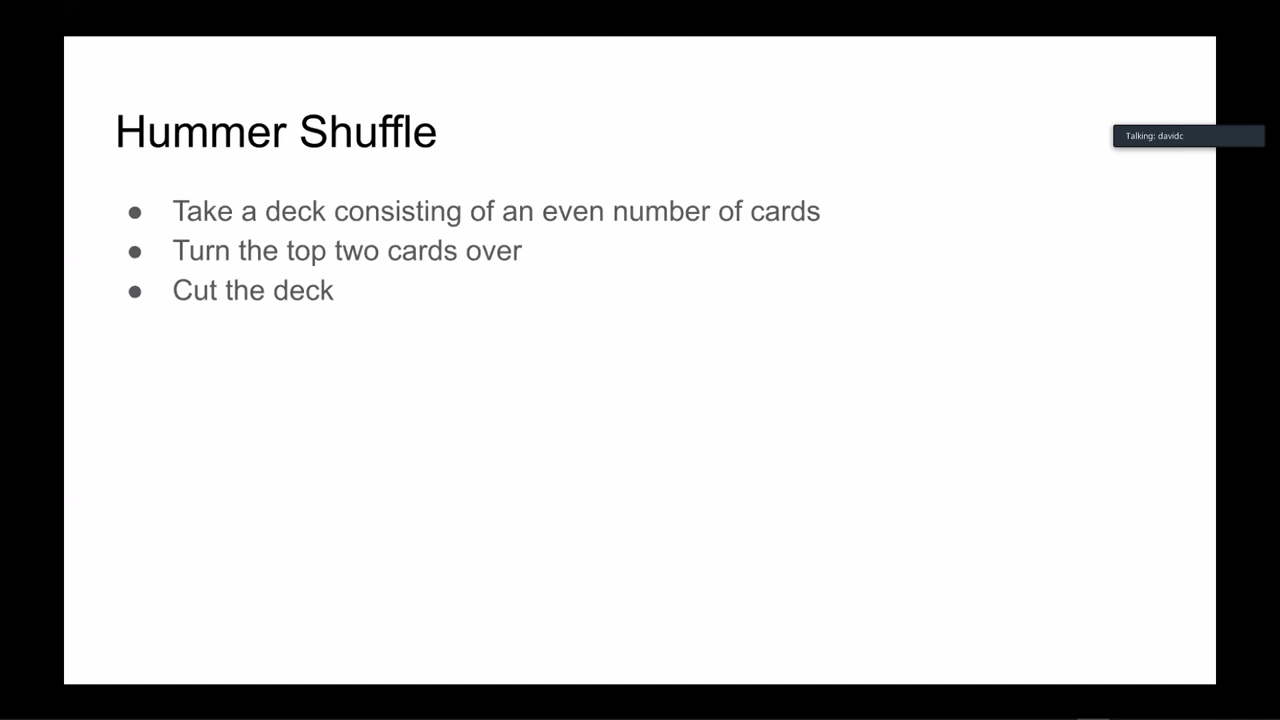 Hummer Shuffle
Talking: davidc
● Take a deck consisting of an even number of cards
● Turn the top two cards over
● Cut the deck